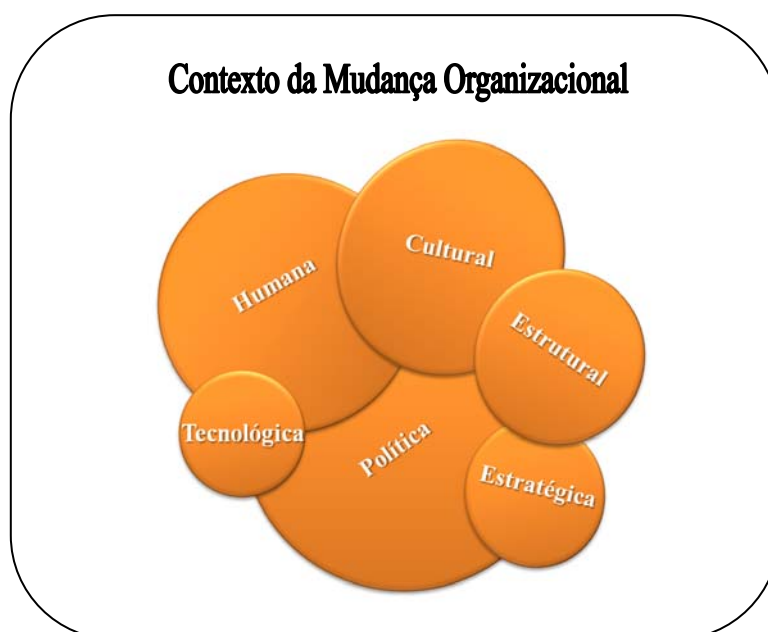 Contexto da Mudança Organizacional
Cultural
Humana
Estrutural
Tecnológica
Política
Estratégica